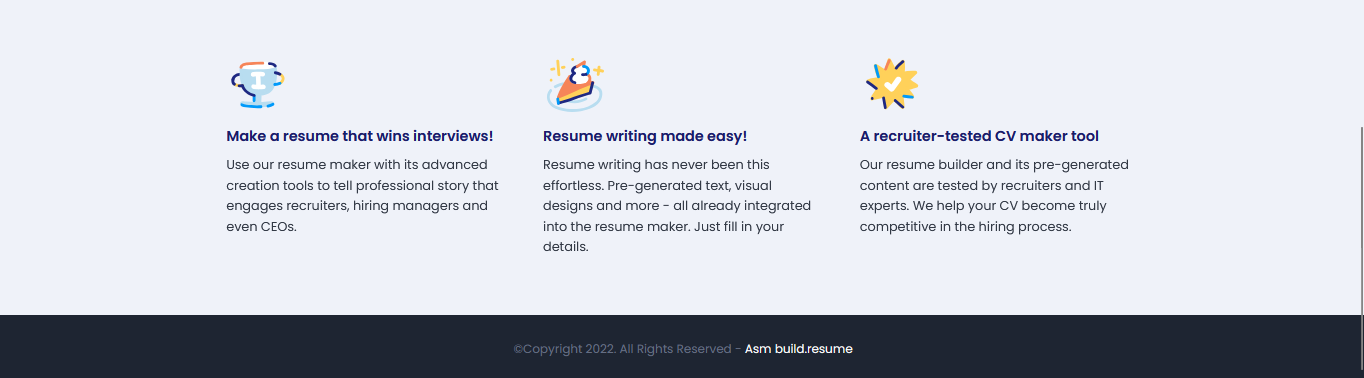 Make a resume that wins interviews!
Use our resume maker with its advanced
creation tools to tell professional story that
engages recruiters, hiring managers and
even CEOs.
Resume writing made easy!
Resume writing has never been this
effortless. Pre-generated text, visual
designs and more - all already integrated
into the resume maker. Just fill in your
details.
A recruiter-tested CV maker tool
Our resume builder and its pre-generated
content are tested by recruiters and IT
experts. We help your CV become truly
competitive in the hiring process.
©Copyright 2022. All Rights Reserved - Asm build.resume